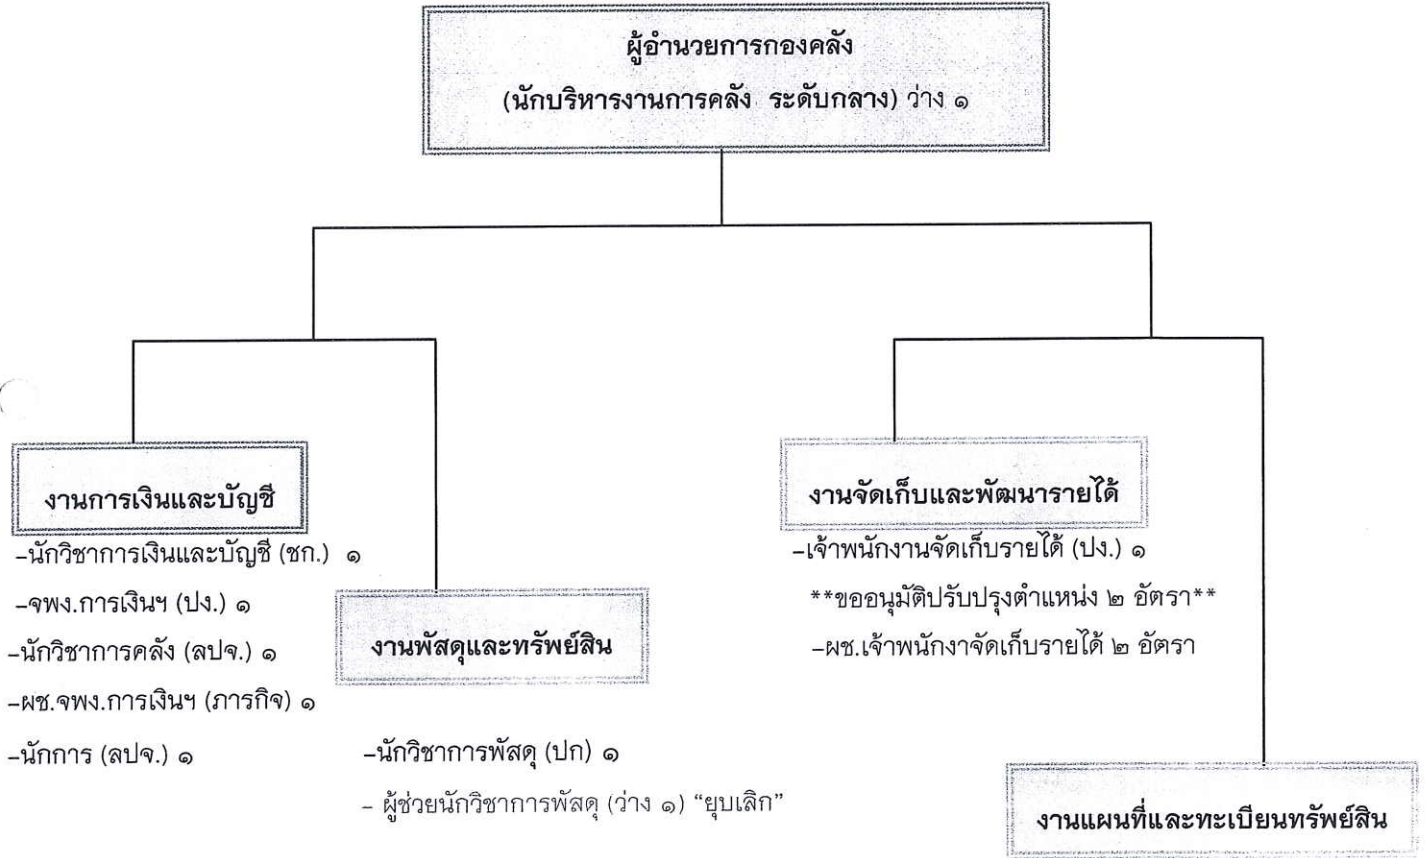 ผู้อำนวยการกองคลัง
(นักบริหารงานการคลัง ระดับกลาง) ว่าง ๑
งานการเงินและบัญชี
-นักวิชาการเงินและบัญชี (ชก.) ๑
-จพง.การเงินฯ (ปง.) ๑
-นักวิชาการคลัง (ลปจ.) ๑
-ผช.จพง.การเงินฯ (ภารกิจ) ๑
-นักการ (ลปจ.) ๑
งานพัสดุและทรัพย์สิน
-นักวิชาการพัสดุ (ปก) ๑
- ผู้ช่วยนักวิชาการพัสดุ (ว่าง ๑) “ยุบเลิก”
งานจัดเก็บและพัฒนารายได้
-เจ้าพนักงานจัดเก็บรายได้ (ปง.) ๑
**ขออนุมัติปรับปรุงตำแหน่ง ๒ อัตรา**
-ผช.เจ้าพนักงาจัดเก็บรายได้ ๒ อัตรา
งานแผนที่และทะเบียนทรัพย์สิน